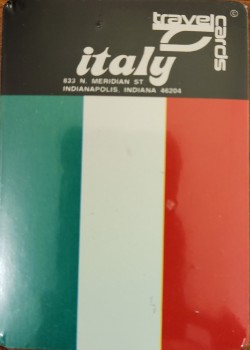 travel
cards ©
italy
833 N. MERIDIAN ST
INDIANAPOLIS, INDIANA 46204